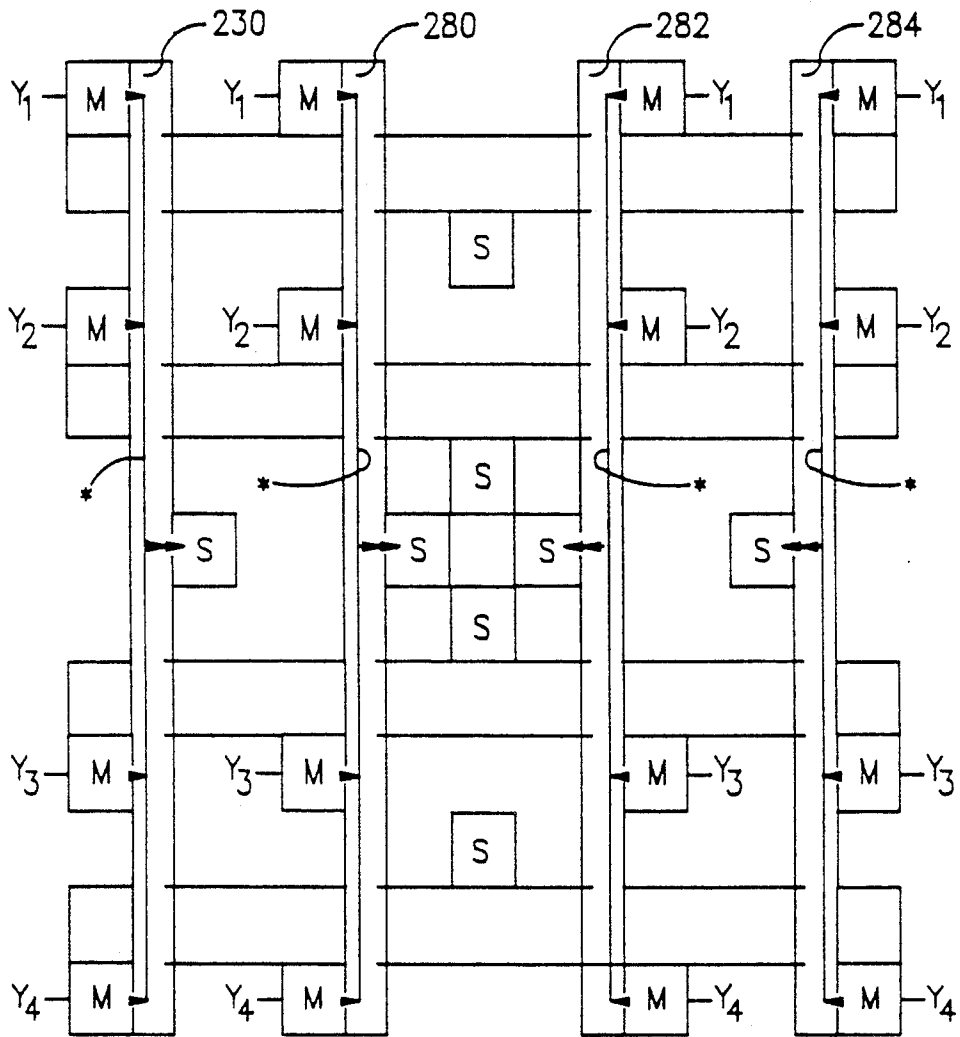 230 280 282 284
Y1 M Y1 M M Y1 M Y1
S
Y2 M Y2 M M Y2 M Y2
S
* * * *
S S S S
S
Y3 M Y3 M M Y3 M Y3
S
Y4 M Y4 M M Y4 M Y4